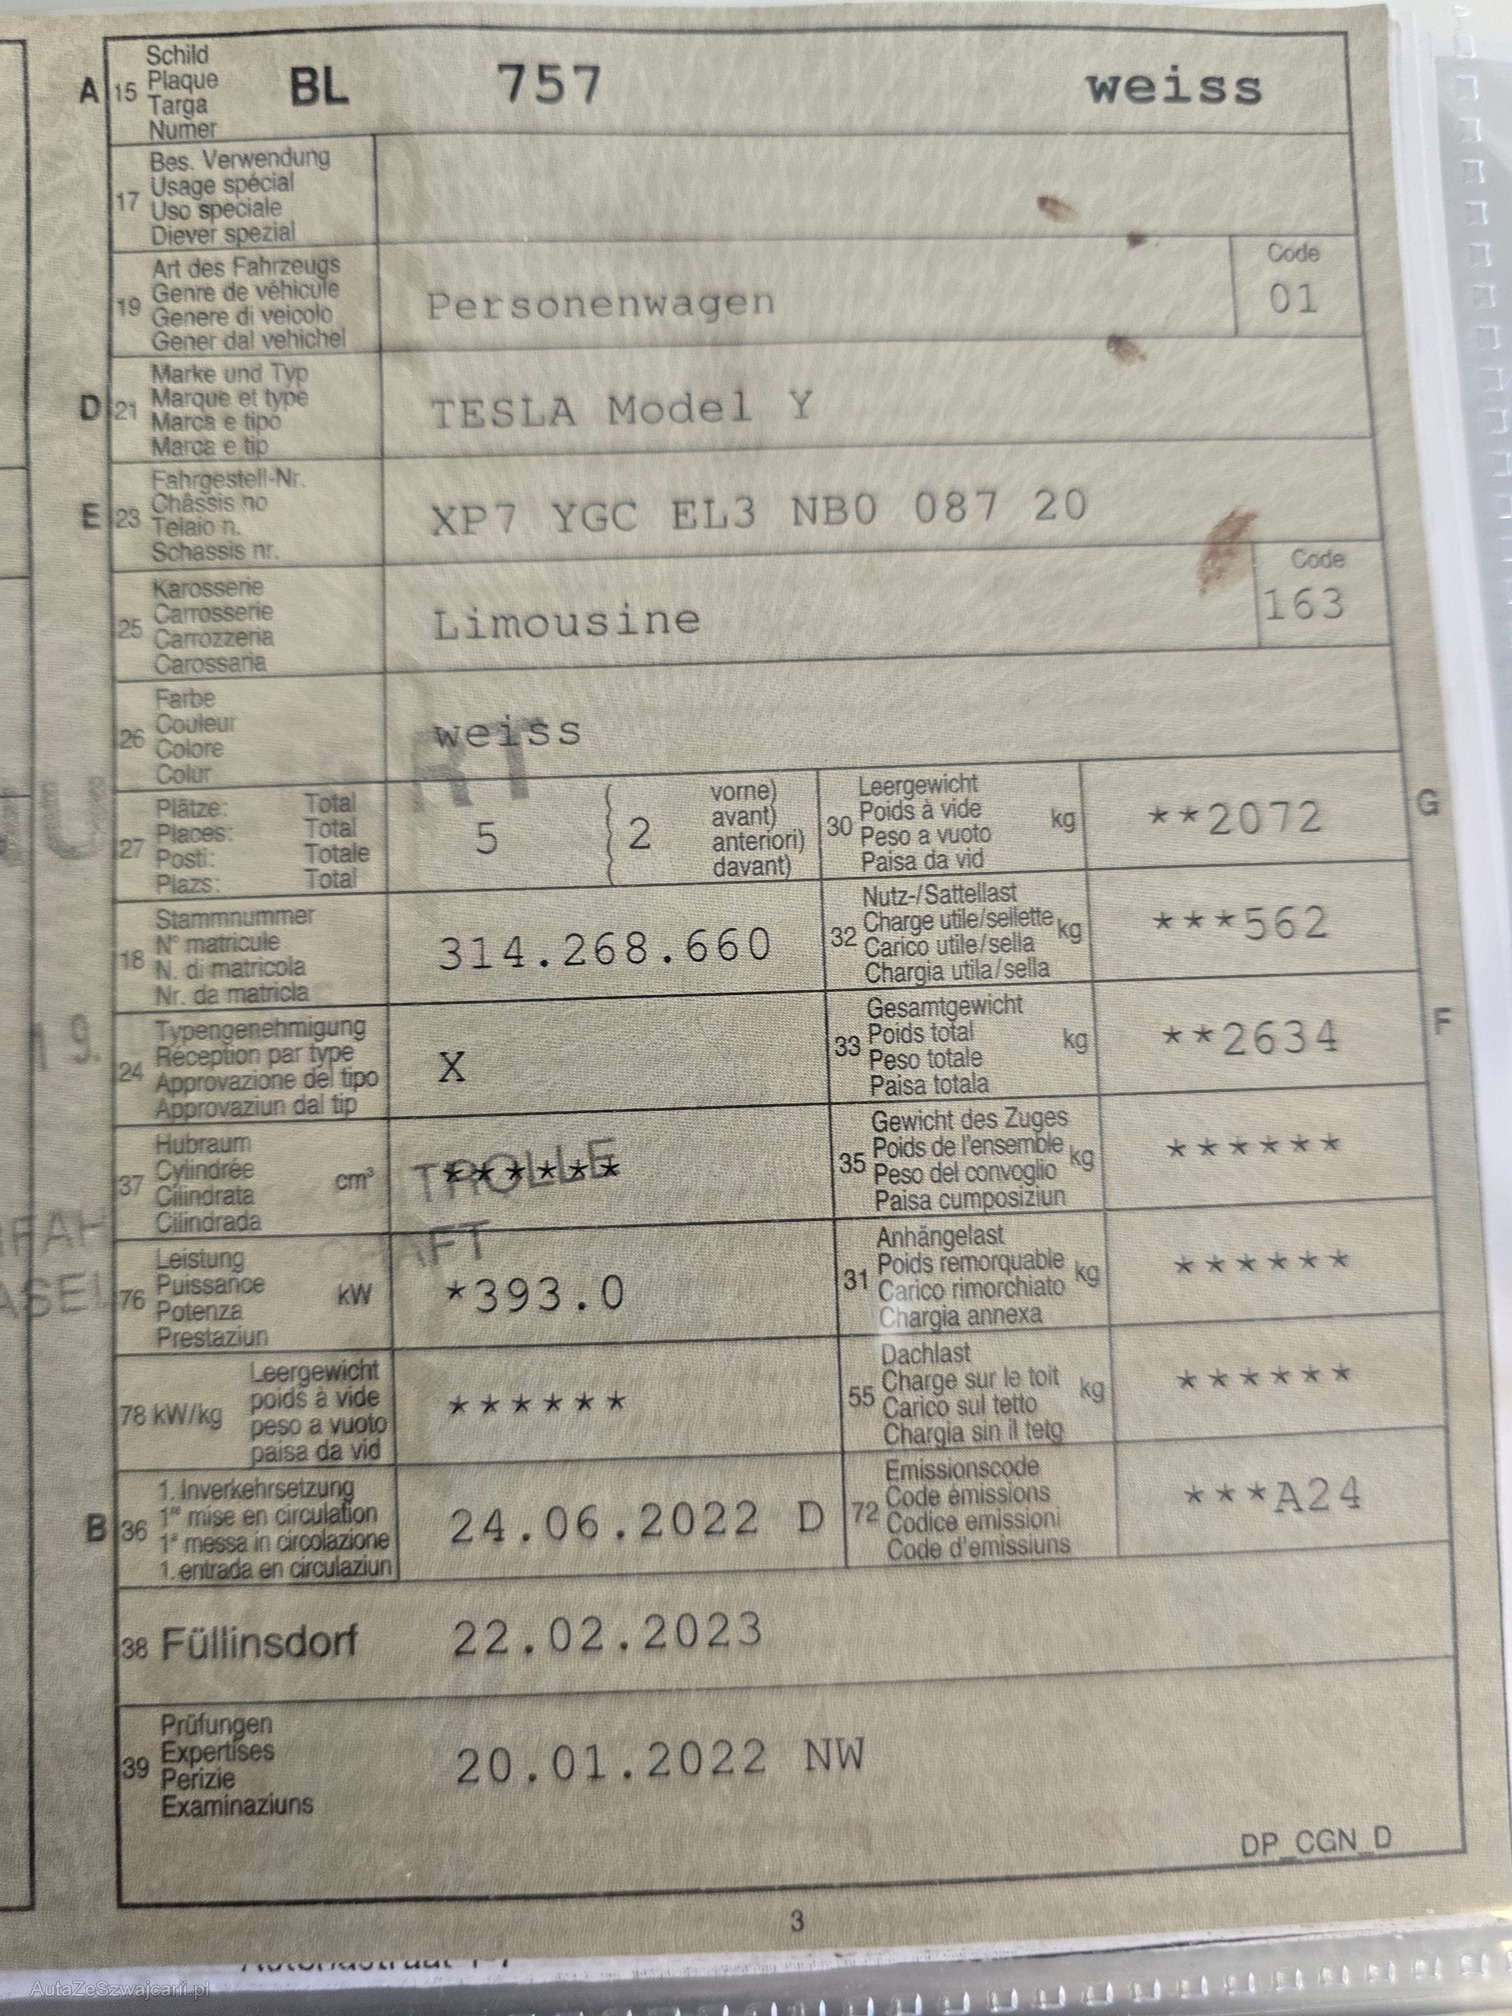 A 15 Schild
Plaque
Targa
Numer
BL 757 weiss
17 Bes. Verwendung
Usage spécial
Uso speciale
Diever spezial
19 Art des Fahrzeugs
Genre de véhicule
Genere di veicolo
Gener dal vehichel
Personenwagen
Code
01
D 21 Marke und Typ
Marque et type
Marca e tipo
Marca e tip
TESLA Model Y
E 23 Fahrgestell-Nr.
Châssis no
Telaio n.
Schassis nr.
XP7 YGC EL3 NB0 087 20
25 Karosserie
Carrosserie
Carrozzeria
Carossaria
Limousine
Code
163
26 Farbe
Couleur
Colore
Colur
weiss
27 Plätze: Total
Places: Total
Posti: Totale
Plazs: Total
5 2
vorne)
avant)
anteriori)
davant)
30 Leergewicht
Poids à vide
Peso a vuoto
Paisa da vid
kg **2072 G
18 Stammnummer
N° matricule
N. di matricola
Nr. da matricla
314.268.660
32 Nutz-/Sattellast
Charge utile/sellette
Carico utile/sella
Chargia utila/sella
kg ***562
24 Typengenehmigung
Réception par type
Approvazione del tipo
Approvaziun dal tip
X
33 Gesamtgewicht
Poids total
Peso totale
Paisa totala
kg **2634 F
37 Hubraum
Cylindrée
Cilindrata
Cilindrada
cm³ ******
35 Gewicht des Zuges
Poids de l'ensemble
Peso del convoglio
Paisa cumposiziun
kg ******
76 Leistung
Puissance
Potenza
Prestaziun
kW *393.0
31 Anhängelast
Poids remorquable
Carico rimorchiato
Chargia annexa
kg ******
78 kW/kg Leergewicht
poids à vide
peso a vuoto
paisa da vid
******
55 Dachlast
Charge sur le toit
Carico sul tetto
Chargia sin il tetg
kg ******
B 36 1. Inverkehrsetzung
1re mise en circulation
1a messa in circolazione
1. entrada en circulaziun
24.06.2022 D
72 Emissionscode
Code émissions
Codice emissioni
Code d'emissiuns
***A24
38 Füllinsdorf 22.02.2023
39 Prüfungen
Expertises
Perizie
Examinaziuns
20.01.2022 NW
DP_CGN_D
3
AutaZeSzwajcarii.pl